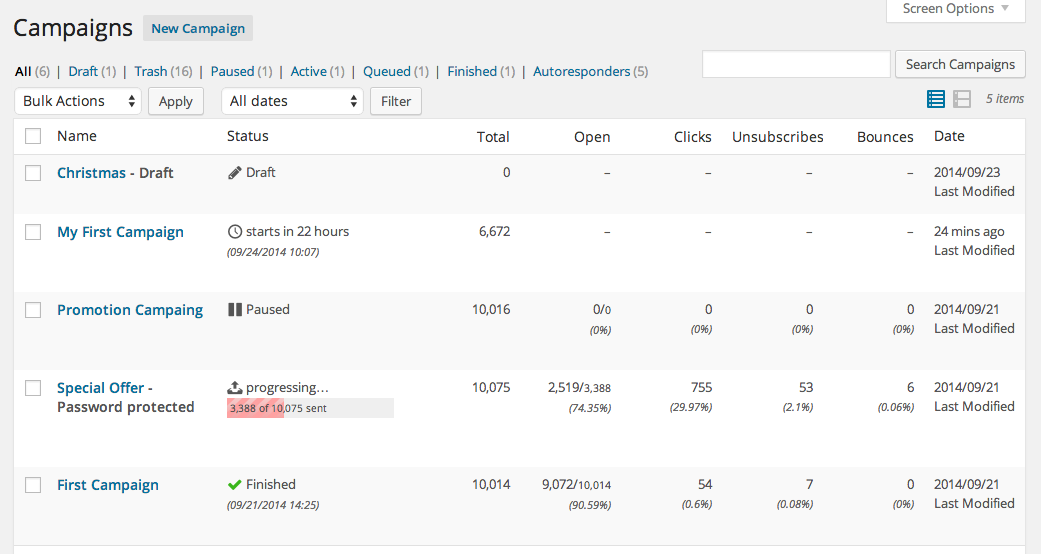 Screen Options
Campaigns New Campaign
All (6) | Draft (1) | Trash (16) | Paused (1) | Active (1) | Queued (1) | Finished (1) | Autoresponders (5)
Search Campaigns
Bulk Actions Apply All dates Filter 5 items
Name Status Total Open Clicks Unsubscribes Bounces Date
Christmas - Draft Draft 0 – – – – 2014/09/23
Last Modified
My First Campaign starts in 22 hours 6,672 – – – – 24 mins ago
(09/24/2014 10:07) Last Modified
Promotion Campaing Paused 10,016 0/0 0 0 0 2014/09/21
(0%) (0%) (0%) (0%) Last Modified
Special Offer - progressing... 10,075 2,519/3,388 755 53 6 2014/09/21
Password protected 3,388 of 10,075 sent (74.35%) (29.97%) (2.1%) (0.06%) Last Modified
First Campaign Finished 10,014 9,072/10,014 54 7 0 2014/09/21
(09/21/2014 14:25) (90.59%) (0.6%) (0.08%) (0%) Last Modified